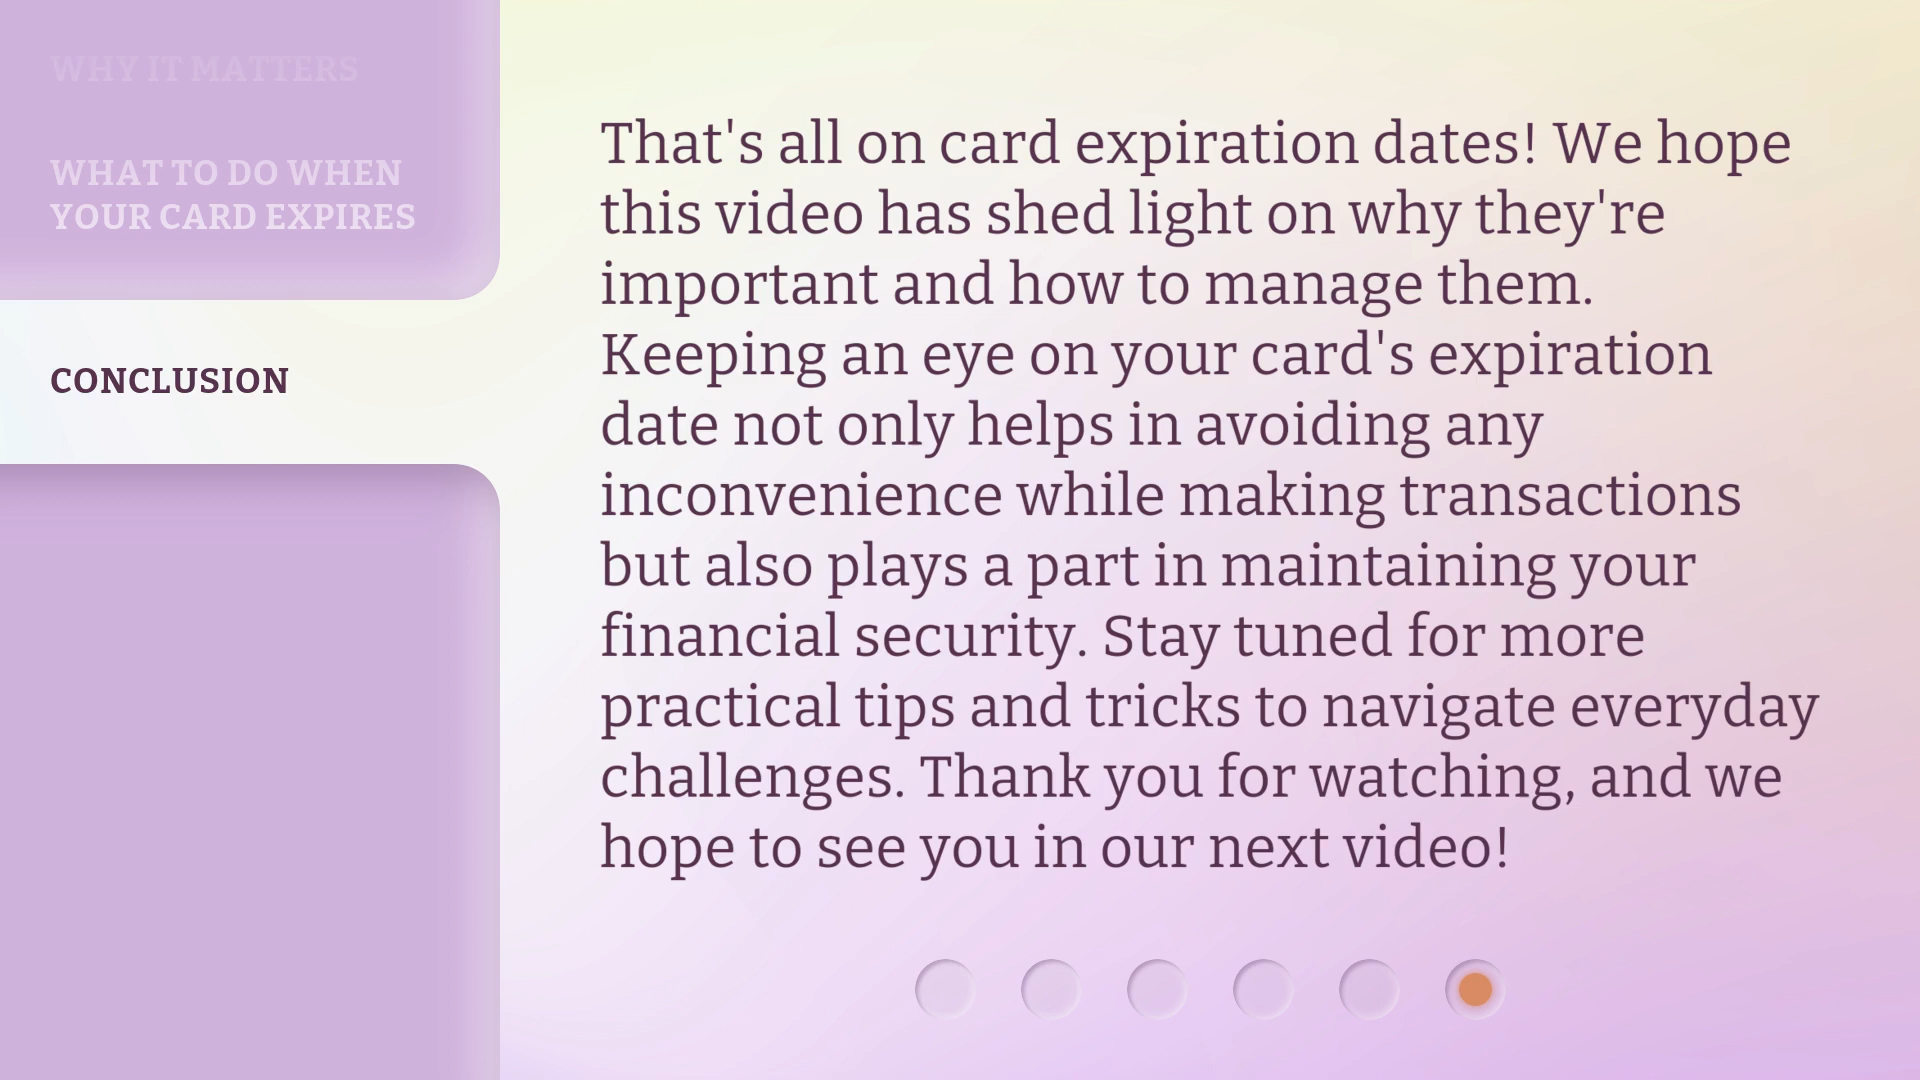 WHY IT MATTERS
WHAT TO DO WHEN
YOUR CARD EXPIRES
CONCLUSION
That's all on card expiration dates! We hope
this video has shed light on why they're
important and how to manage them.
Keeping an eye on your card's expiration
date not only helps in avoiding any
inconvenience while making transactions
but also plays a part in maintaining your
financial security. Stay tuned for more
practical tips and tricks to navigate everyday
challenges. Thank you for watching, and we
hope to see you in our next video!